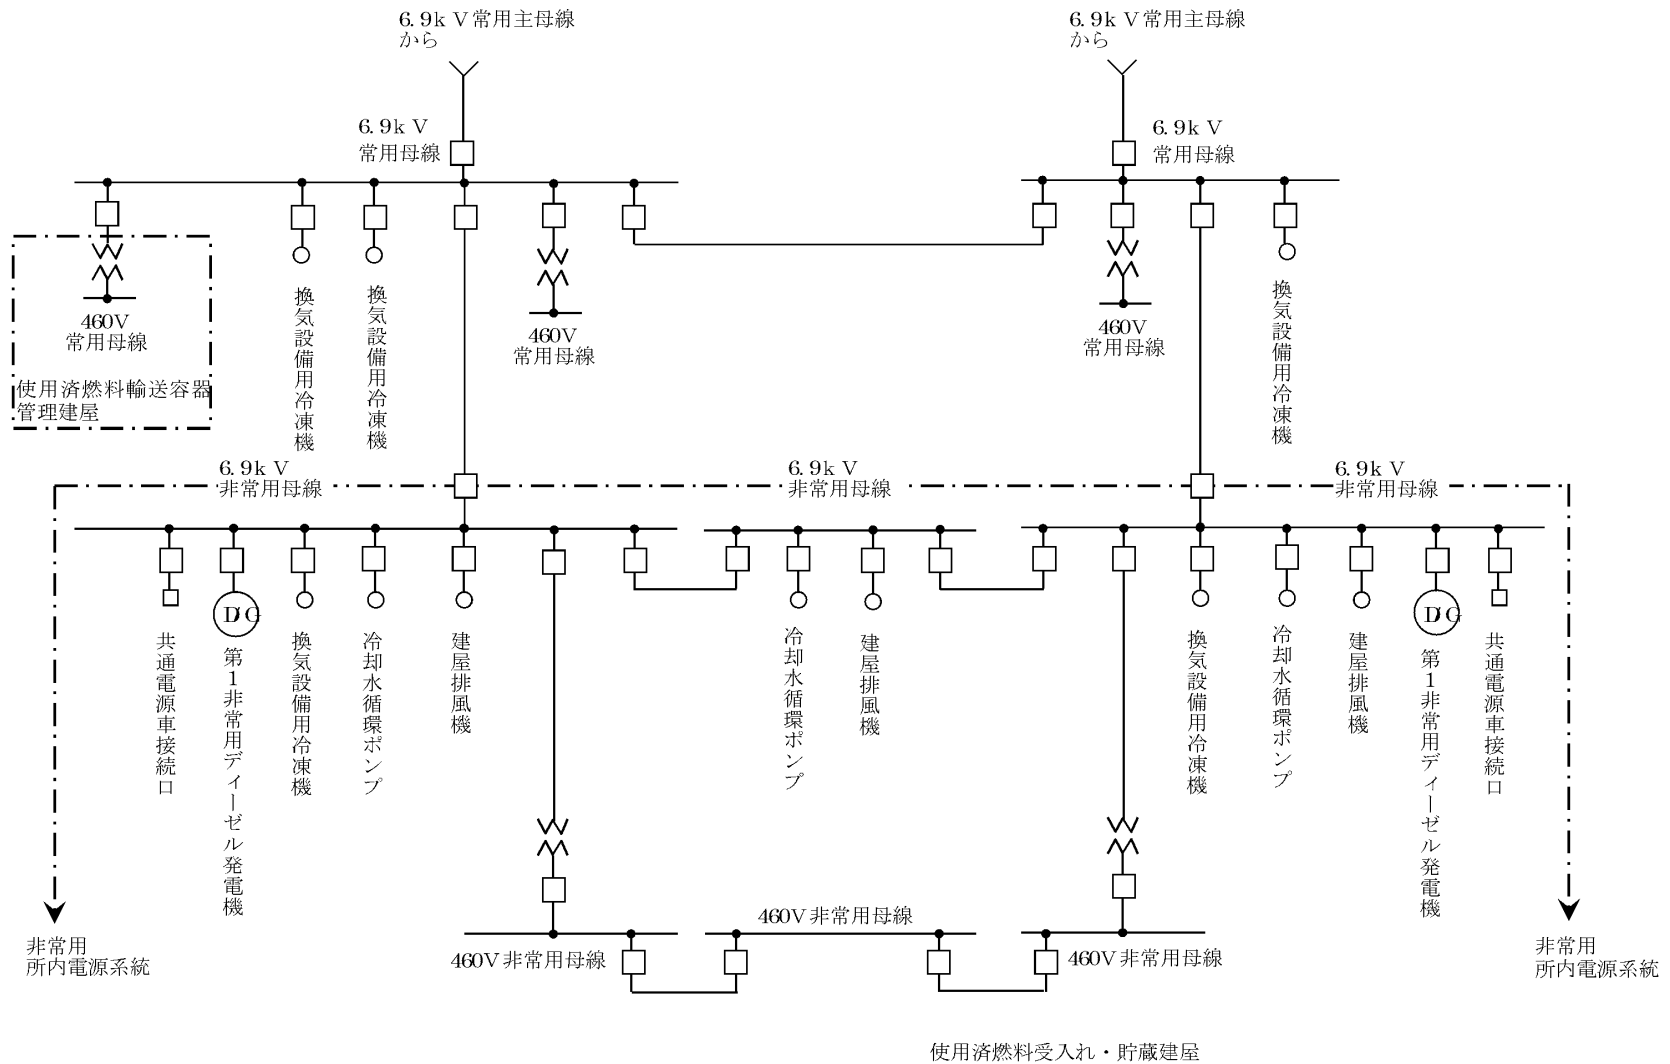 6.9kV常用主母線
から
6.9kV常用主母線
から
6.9kV
常用母線
6.9kV
常用母線
460V
常用母線
使用済燃料輸送容器
管理建屋
換気設備用冷凍機
換気設備用冷凍機
460V
常用母線
460V
常用母線
換気設備用冷凍機
6.9kV
非常用母線
6.9kV
非常用母線
6.9kV
非常用母線
共通電源車接続口
D/G
第1非常用ディーゼル発電機
換気設備用冷凍機
冷却水循環ポンプ
建屋排風機
冷却水循環ポンプ
建屋排風機
換気設備用冷凍機
冷却水循環ポンプ
建屋排風機
D/G
第1非常用ディーゼル発電機
共通電源車接続口
非常用
所内電源系統
460V非常用母線
460V非常用母線
460V非常用母線
非常用
所内電源系統
使用済燃料受入れ・貯蔵建屋